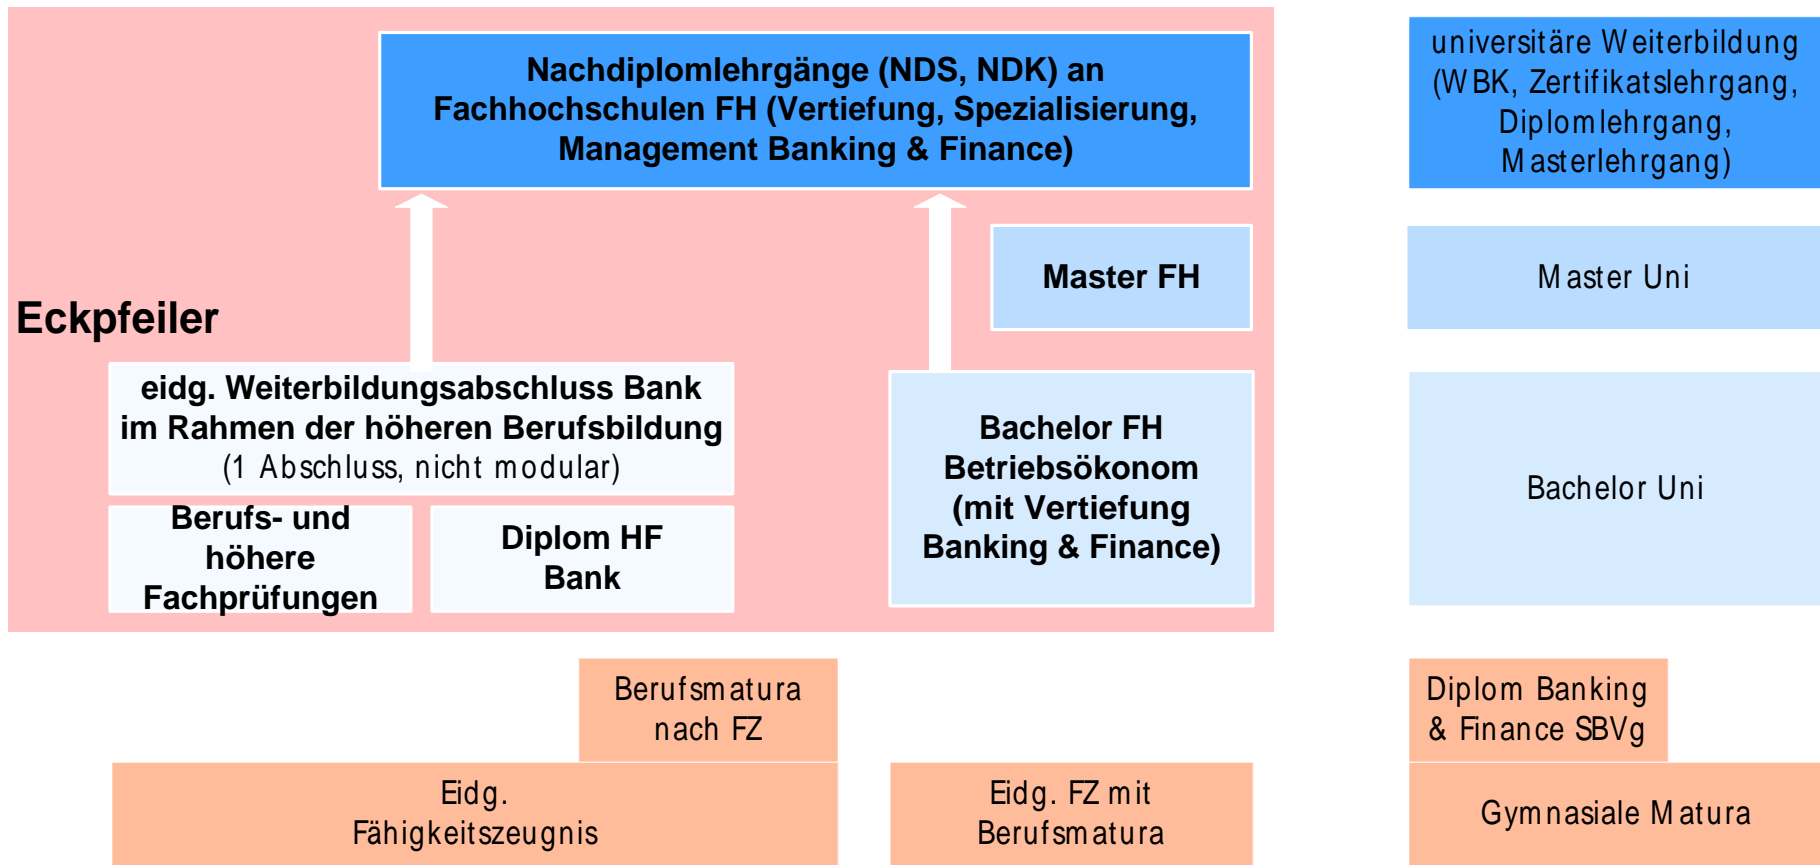 Nachdiplomlehrgänge (NDS, NDK) an
Fachhochschulen FH (Vertiefung, Spezialisierung,
Management Banking & Finance)
universitäre Weiterbildung
(WBK, Zertifikatslehrgang,
Diplomlehrgang,
Masterlehrgang)
Master FH
Master Uni
Eckpfeiler
eidg. Weiterbildungsabschluss Bank
im Rahmen der höheren Berufsbildung
(1 Abschluss, nicht modular)
Berufs- und
höhere
Fachprüfungen
Diplom HF
Bank
Bachelor FH
Betriebsökonom
(mit Vertiefung
Banking & Finance)
Bachelor Uni
Berufsmatura
nach FZ
Diplom Banking
& Finance SBVg
Eidg.
Fähigkeitszeugnis
Eidg. FZ mit
Berufsmatura
Gymnasiale Matura